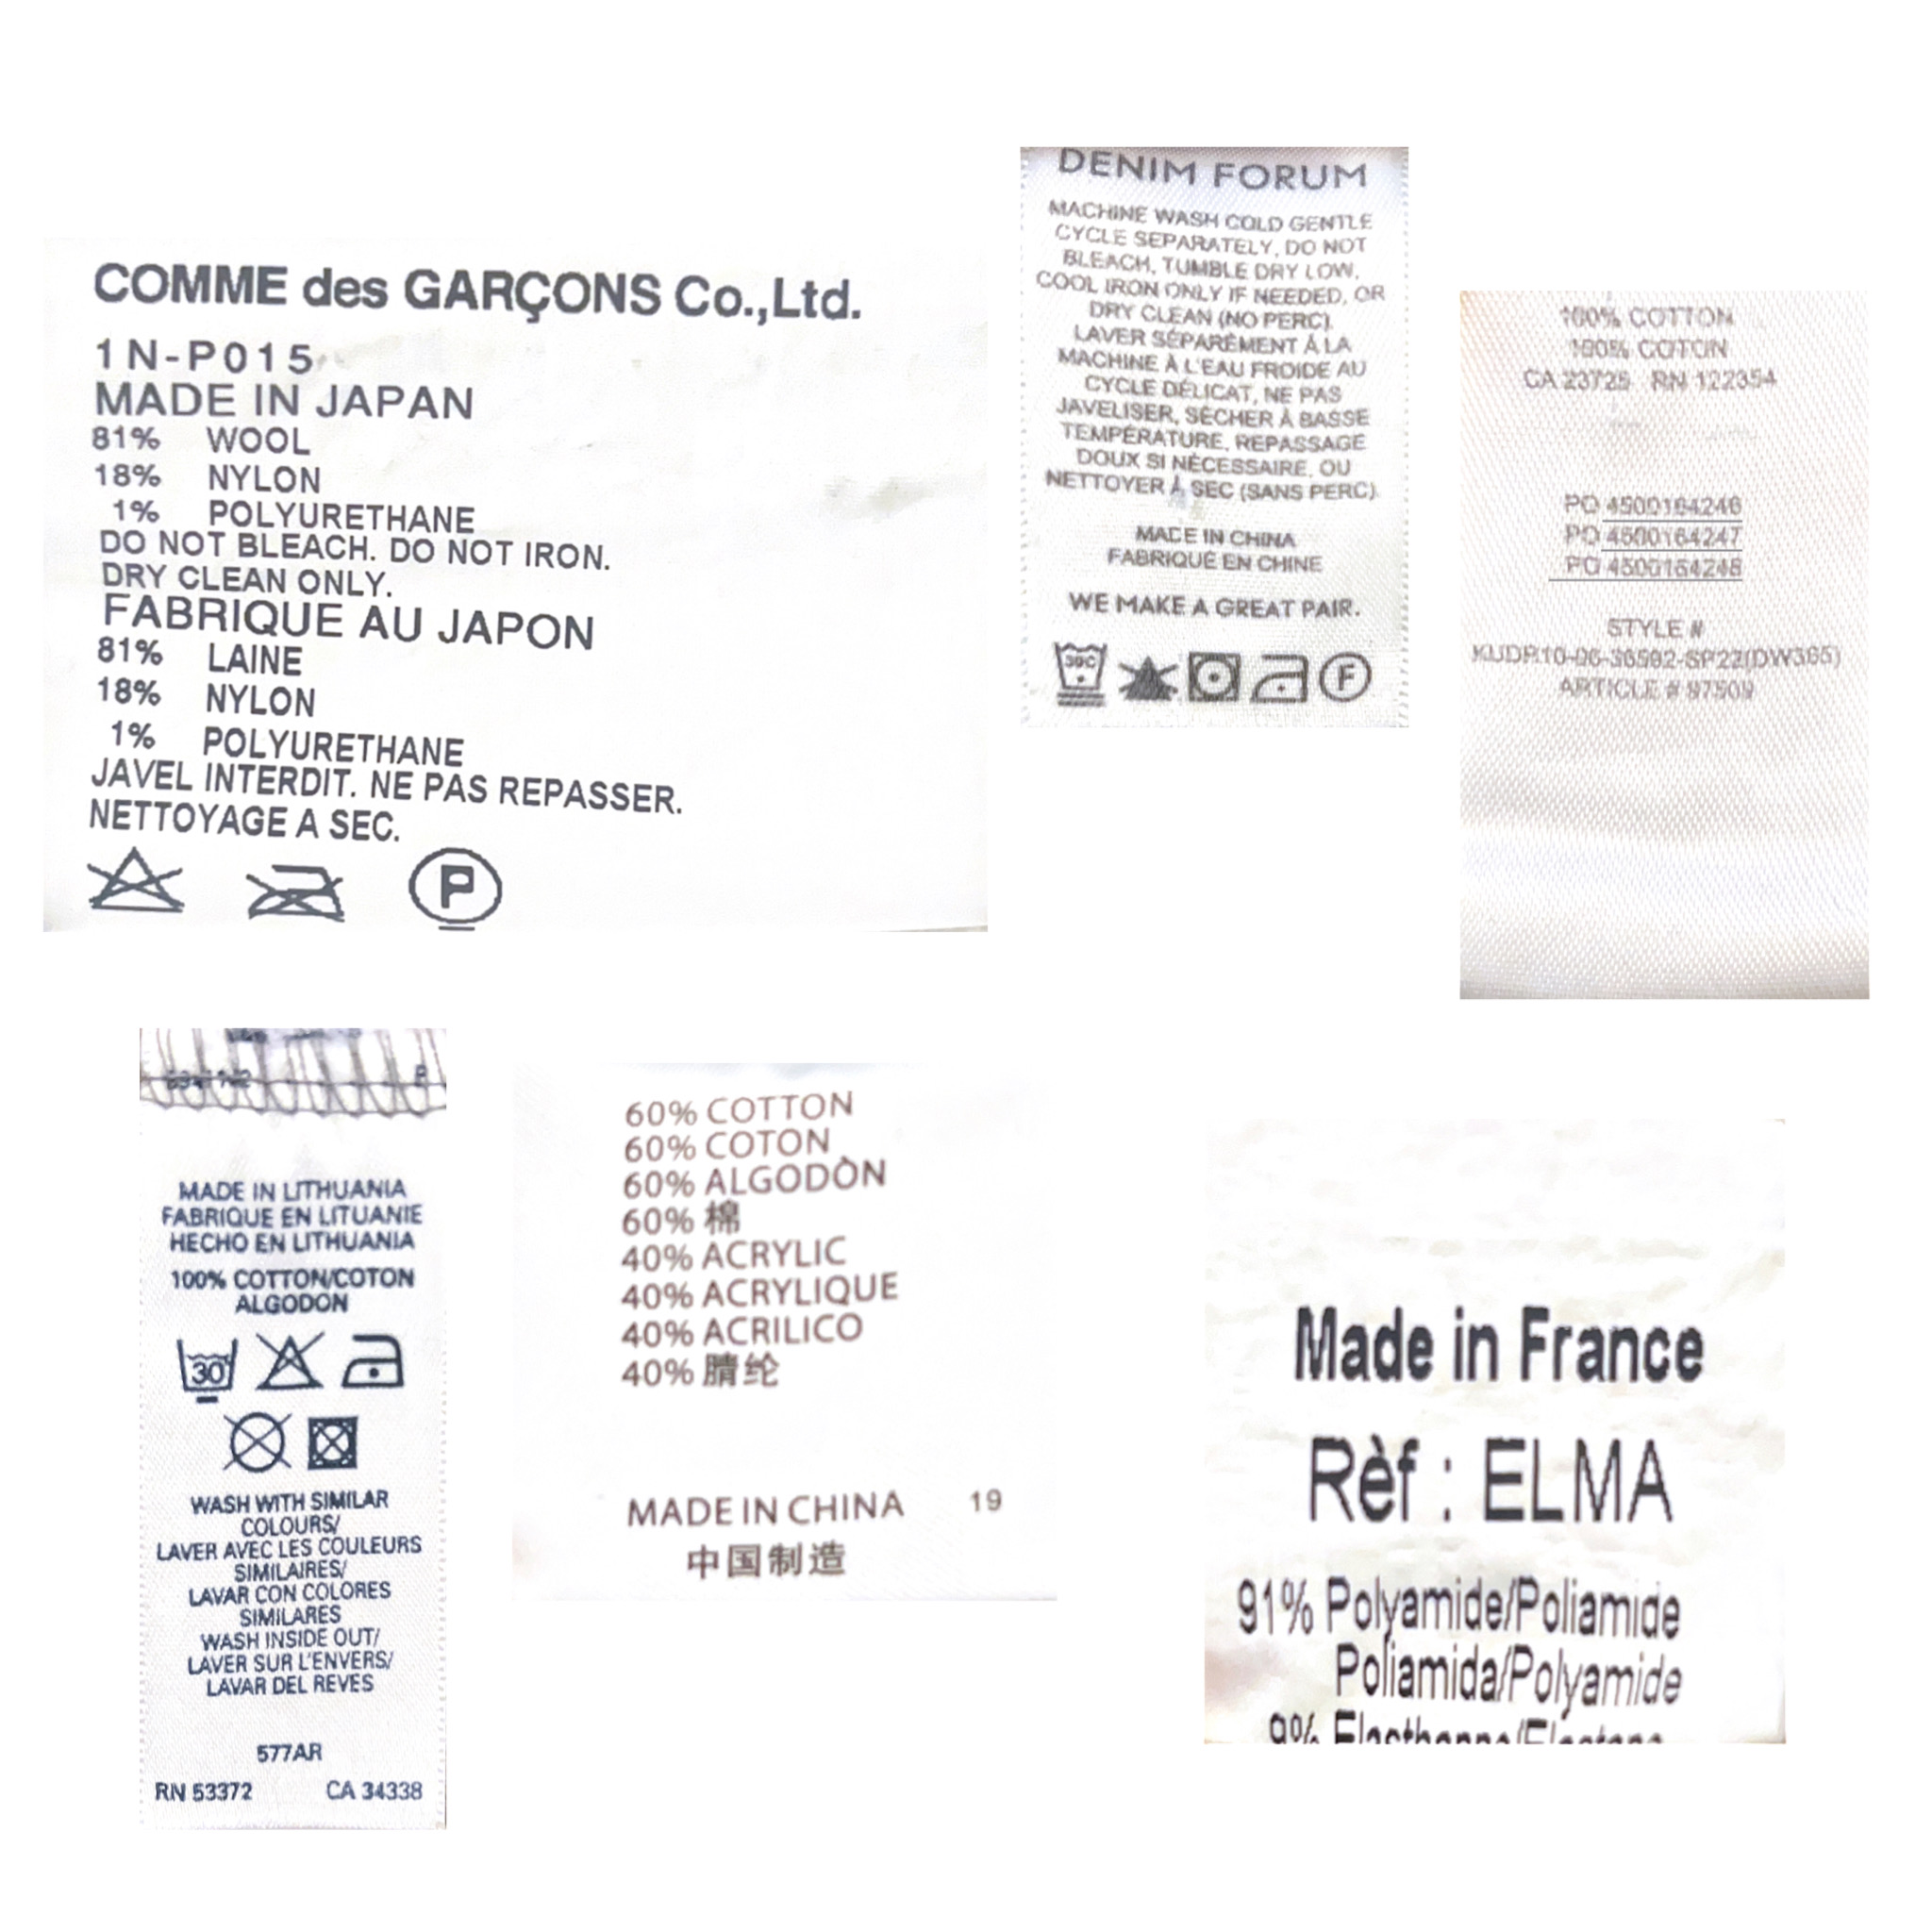 COMME des GARÇONS Co.,Ltd.
1N-P015
MADE IN JAPAN
81% WOOL
18% NYLON
1% POLYURETHANE
DO NOT BLEACH. DO NOT IRON.
DRY CLEAN ONLY.
FABRIQUE AU JAPON
81% LAINE
18% NYLON
1% POLYURETHANE
JAVEL INTERDIT. NE PAS REPASSER.
NETTOYAGE A SEC.
P
DENIM FORUM
MACHINE WASH COLD GENTLE
CYCLE SEPARATELY, DO NOT
BLEACH, TUMBLE DRY LOW,
COOL IRON ONLY IF NEEDED, OR
DRY CLEAN (NO PERC).
LAVER SÉPARÉMENT À LA
MACHINE À L'EAU FROIDE AU
CYCLE DÉLICAT, NE PAS
JAVELISER, SÉCHER À BASSE
TEMPÉRATURE, REPASSAGE
DOUX SI NÉCESSAIRE, OU
NETTOYER À SEC (SANS PERC).
MADE IN CHINA
FABRIQUÉ EN CHINE
WE MAKE A GREAT PAIR.
30C
F
100% COTTON
100% COTON
CA 23725 RN 122354
PO 4500164246
PO 4500164247
PO 4500164248
STYLE #
KUDR10-06-36592-SP22(DW365)
ARTICLE # 97509
MADE IN LITHUANIA
FABRIQUE EN LITUANIE
HECHO EN LITHUANIA
100% COTTON/COTON
ALGODON
30
WASH WITH SIMILAR
COLOURS/
LAVER AVEC LES COULEURS
SIMILAIRES/
LAVAR CON COLORES
SIMILARES
WASH INSIDE OUT/
LAVER SUR L'ENVERS/
LAVAR DEL REVES
577AR
RN 53372 CA 34338
60% COTTON
60% COTON
60% ALGODÒN
60% 棉
40% ACRYLIC
40% ACRYLIQUE
40% ACRILICO
40% 腈纶
MADE IN CHINA 19
中国制造
Made in France
Rèf : ELMA
91% Polyamide/Poliamide
Poliamida/Polyamide
9% Elasthanne/Elastane